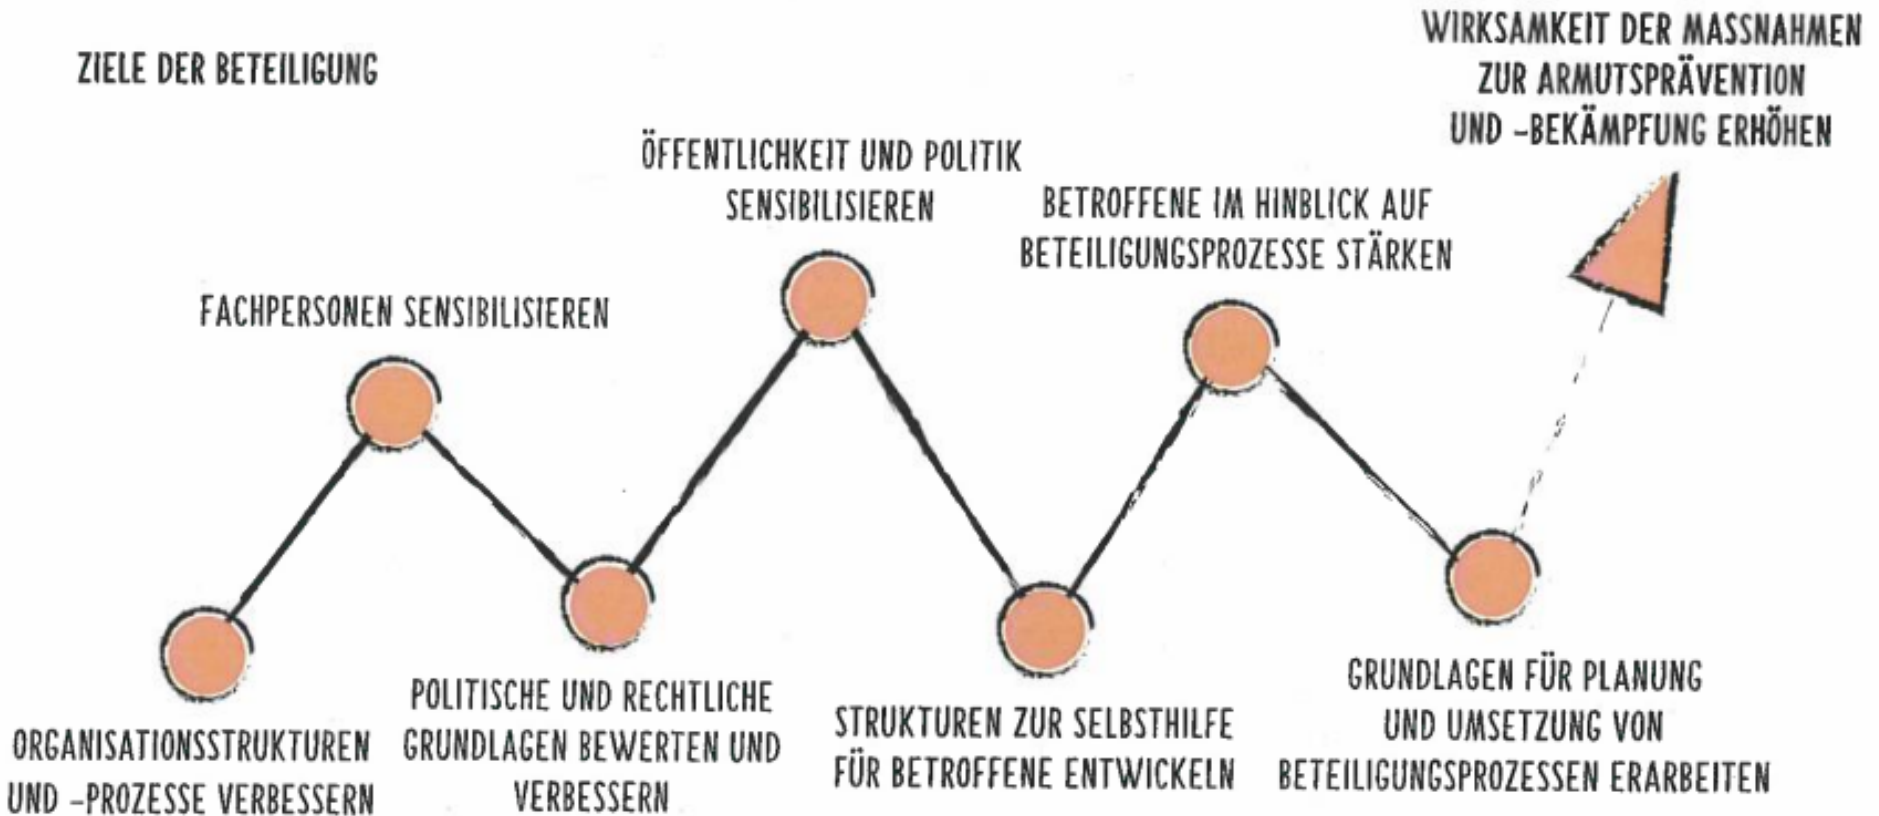 ZIELE DER BETEILIGUNG
WIRKSAMKEIT DER MASSNAHMEN
ZUR ARMUTSPRÄVENTION
UND -BEKÄMPFUNG ERHÖHEN
ÖFFENTLICHKEIT UND POLITIK
SENSIBILISIEREN
BETROFFENE IM HINBLICK AUF
BETEILIGUNGSPROZESSE STÄRKEN
FACHPERSONEN SENSIBILISIEREN
ORGANISATIONSSTRUKTUREN
UND -PROZESSE VERBESSERN
POLITISCHE UND RECHTLICHE
GRUNDLAGEN BEWERTEN UND
VERBESSERN
STRUKTUREN ZUR SELBSTHILFE
FÜR BETROFFENE ENTWICKELN
GRUNDLAGEN FÜR PLANUNG
UND UMSETZUNG VON
BETEILIGUNGSPROZESSEN ERARBEITEN